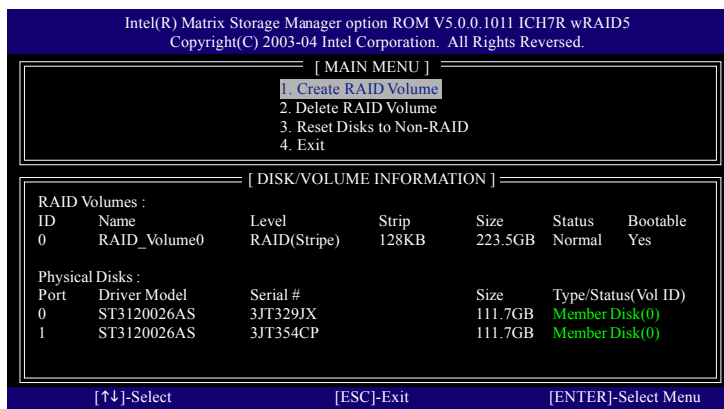 Intel(R) Matrix Storage Manager option ROM V5.0.0.1011 ICH7R wRAID5
Copyright(C) 2003-04 Intel Corporation.  All Rights Reversed.
[ MAIN MENU ]
1. Create RAID Volume
2. Delete RAID Volume
3. Reset Disks to Non-RAID
4. Exit
[ DISK/VOLUME INFORMATION ]
RAID Volumes :
ID Name Level Strip Size Status Bootable
0 RAID_Volume0 RAID(Stripe) 128KB 223.5GB Normal Yes
Physical Disks :
Port Driver Model Serial # Size Type/Status(Vol ID)
0 ST3120026AS 3JT329JX 111.7GB Member Disk(0)
1 ST3120026AS 3JT354CP 111.7GB Member Disk(0)
[↑↓]-Select [ESC]-Exit [ENTER]-Select Menu